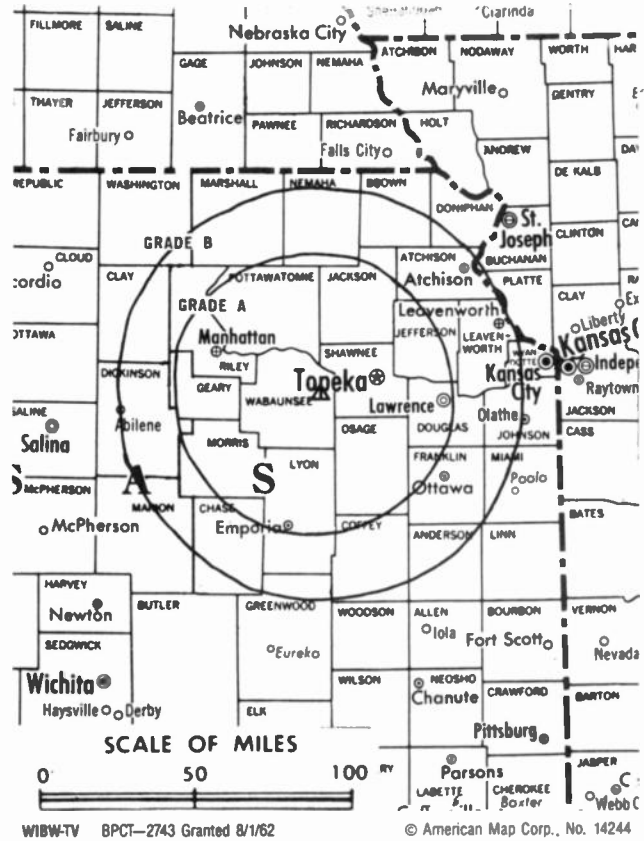 Clarinda
Nebraska City
FILLMORE SALINE
ATCHISON NODAWAY WORTH HAR
GAGE JOHNSON NEMAHA
Maryville
GENTRY
THAYER JEFFERSON
Beatrice
PAWNEE RICHARDSON HOLT
Fairbury
Falls City
ANDREW
DE KALB
REPUBLIC WASHINGTON MARSHALL NEMAHA BROWN
DONIPHAN
St.
Joseph
CLINTON
GRADE B
CLOUD
ATCHISON BUCHANAN
CLAY POTTAWATOMIE JACKSON
Atchison PLATTE
cordio
CLAY
GRADE A
Leavenworth
Liberty
OTTAWA
Manhattan
JEFFERSON LEAVEN-
WORTH
Kansas C
SHAWNEE
RILEY
WYAN
DOTTE
Indepe
DICKINSON
GEARY
Topeka
Kansas
City
Raytown
WABAUNSEE
Lawrence
SALINE
Abilene
Olathe
JACKSON
OSAGE DOUGLAS JOHNSON CASS
Salina
MORRIS
LYON
FRANKLIN MIAMI
S A S
McPHERSON
Ottawa
Paola
MARION
CHASE
McPherson
Emporia
COFFEY
BATES
ANDERSON LINN
HARVEY
Newton
BUTLER GREENWOOD WOODSON ALLEN BOURBON VERNON
Iola Fort Scott
SEDGWICK
Eureka
Nevada
Wichita
WILSON NEOSHO
Chanute CRAWFORD BARTON
Haysville Derby
ELK
Pittsburg
SCALE OF MILES
JASPER
RY
Parsons
0 50 100
LABETTE CHEROKEE
Baxter
Webb C
WIBW-TV BPCT—2743 Granted 8/1/62 © American Map Corp., No. 14244